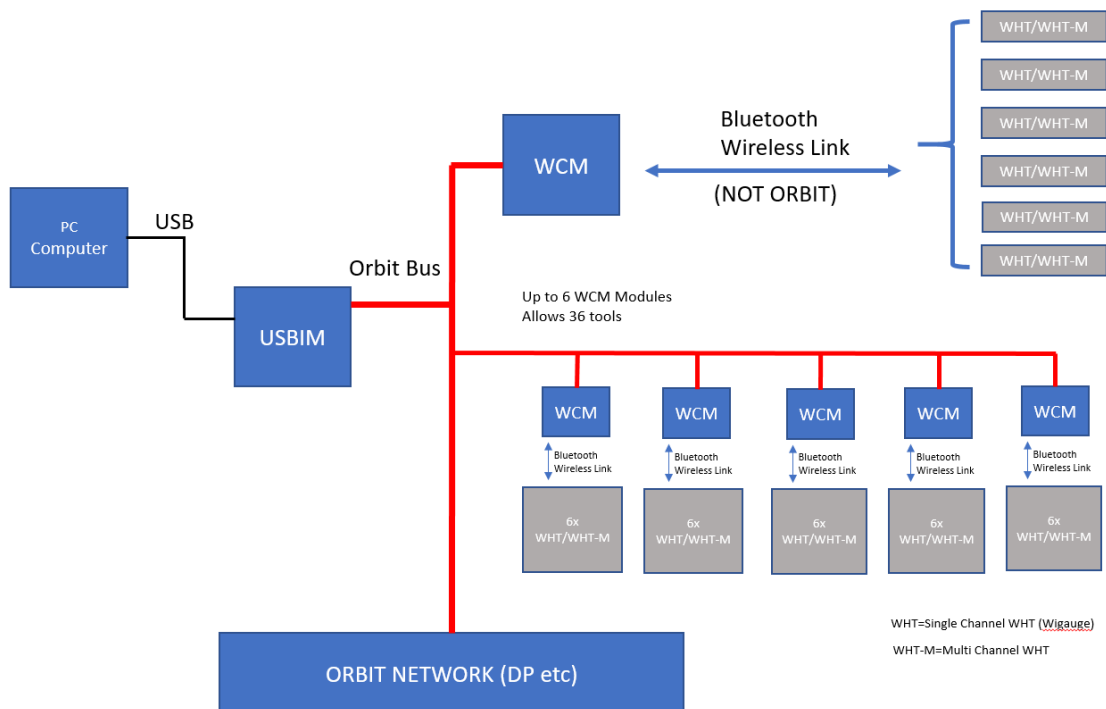 WHT/WHT-M
WHT/WHT-M
WHT/WHT-M
WHT/WHT-M
WHT/WHT-M
WHT/WHT-M
Bluetooth
Wireless Link
(NOT ORBIT)
WCM
PC
Computer
USB
Orbit Bus
USBIM
Up to 6 WCM Modules
Allows 36 tools
WCM
WCM
WCM
WCM
WCM
Bluetooth
Wireless Link
Bluetooth
Wireless Link
Bluetooth
Wireless Link
Bluetooth
Wireless Link
Bluetooth
Wireless Link
6x
WHT/WHT-M
6x
WHT/WHT-M
6x
WHT/WHT-M
6x
WHT/WHT-M
6x
WHT/WHT-M
WHT=Single Channel WHT (Wigauge)
WHT-M=Multi Channel WHT
ORBIT NETWORK (DP etc)